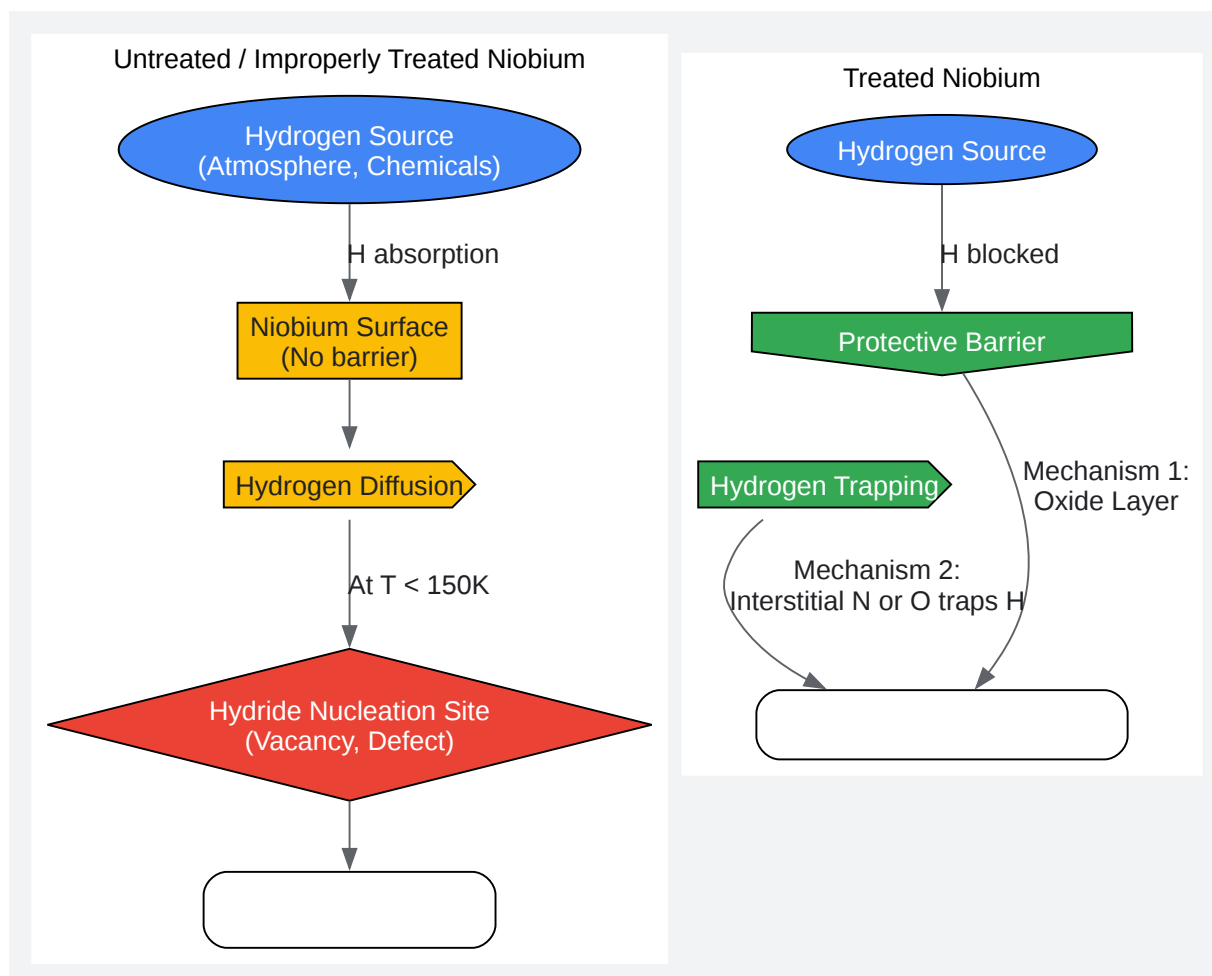 Untreated / Improperly Treated Niobium
Hydrogen Source
(Atmosphere, Chemicals)
H absorption
Niobium Surface
(No barrier)
Hydrogen Diffusion
At T < 150K
Hydride Nucleation Site
(Vacancy, Defect)
Treated Niobium
Hydrogen Source
H blocked
Protective Barrier
Mechanism 1:
Oxide Layer
Hydrogen Trapping
Mechanism 2:
Interstitial N or O traps H